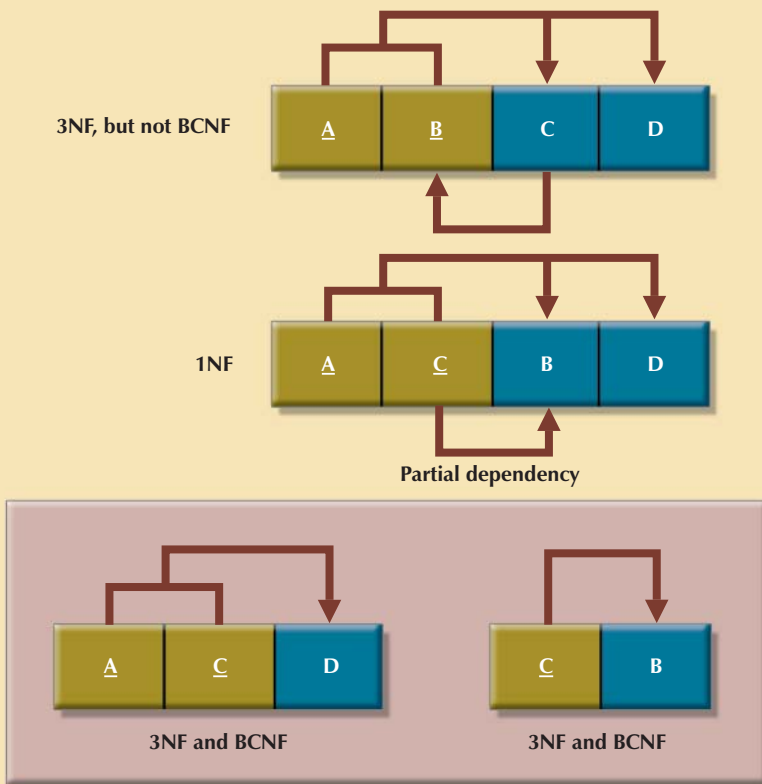 3NF, but not BCNF
A B C D
1NF
A C B D
Partial dependency
A C D
C B
3NF and BCNF
3NF and BCNF